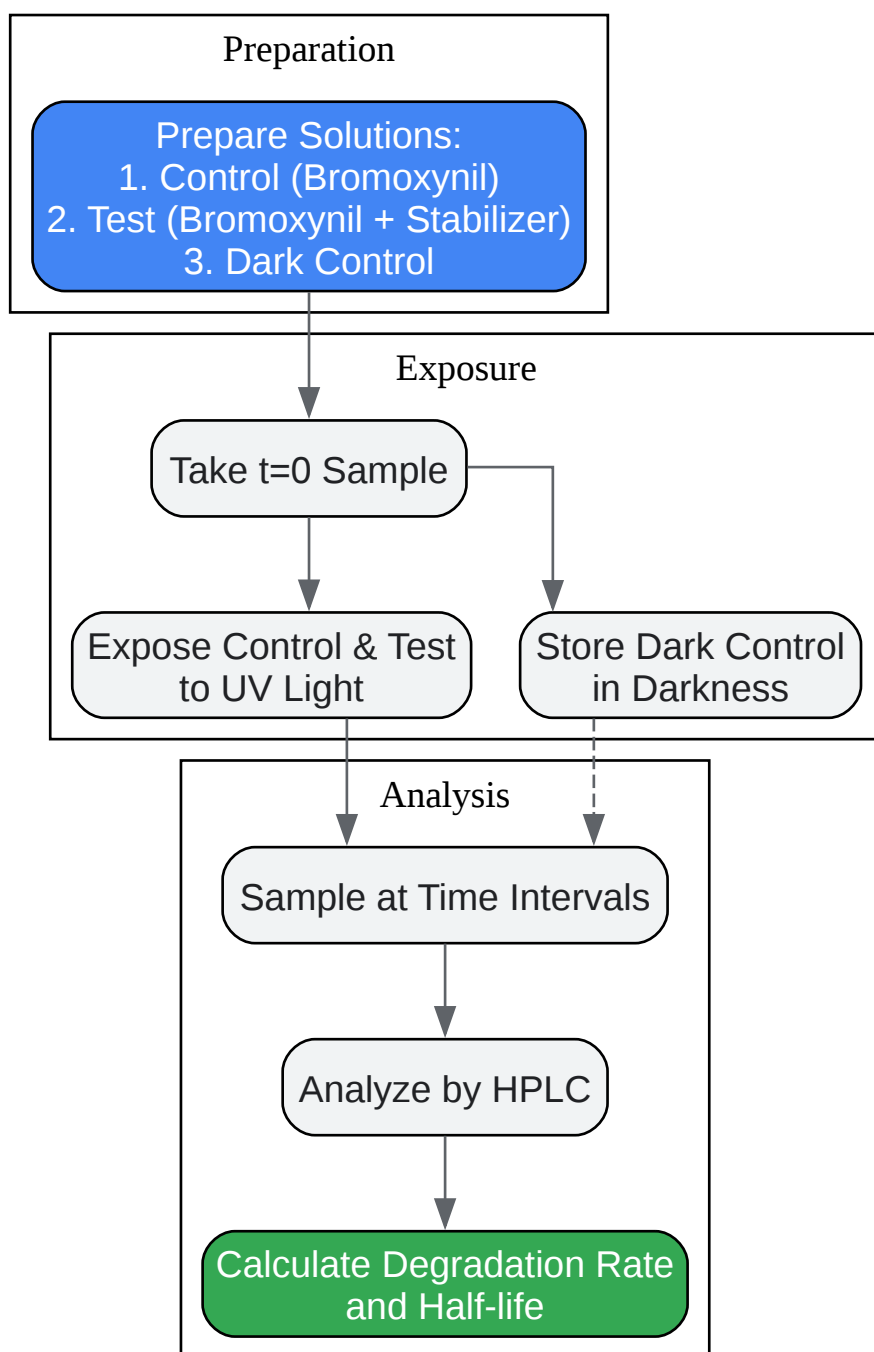 Preparation
Prepare Solutions:
1. Control (Bromoxynil)
2. Test (Bromoxynil + Stabilizer)
3. Dark Control
Exposure
Take t=0 Sample
Expose Control & Test
to UV Light
Store Dark Control
in Darkness
Analysis
Sample at Time Intervals
Analyze by HPLC
Calculate Degradation Rate
and Half-life